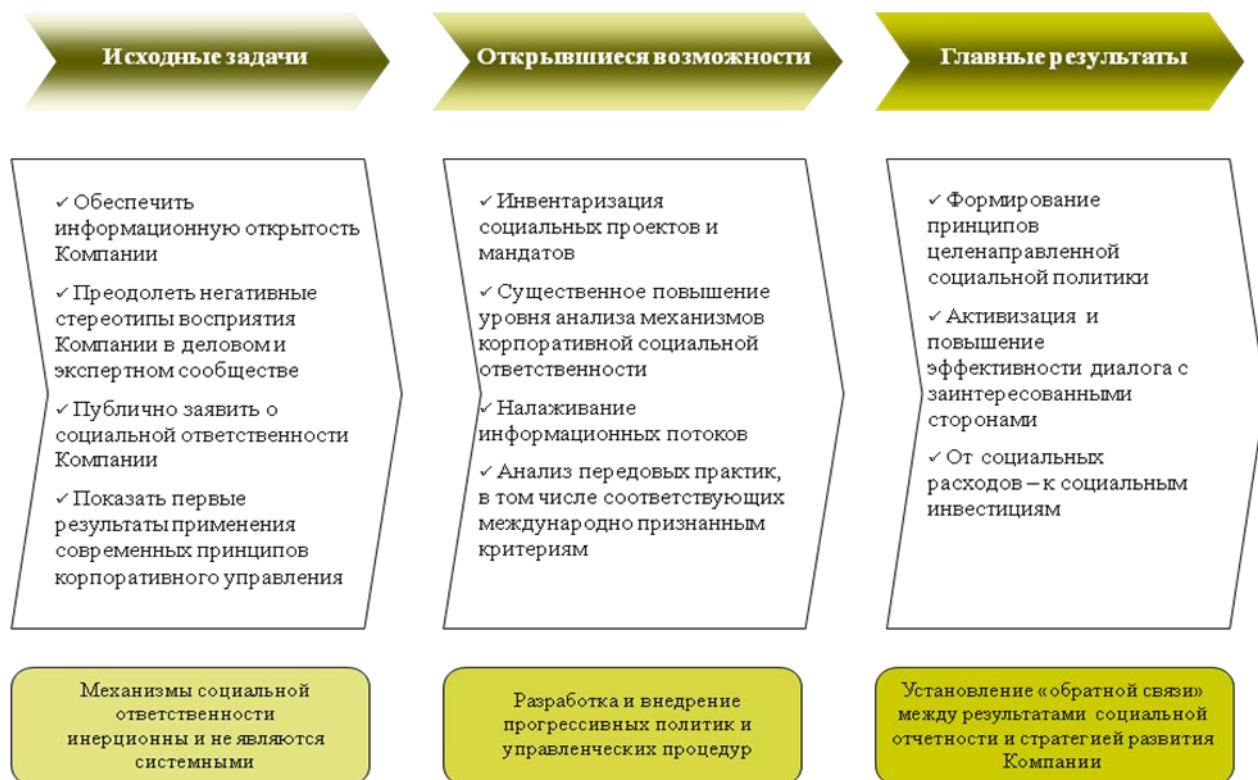 Исходные задачи
Открывшиеся возможности
Главные результаты
✓ Обеспечить
информационную открытость
Компании
✓ Преодолеть негативные
стереотипы восприятия
Компании в деловом и
экспертном сообществе
✓ Публично заявить о
социальной ответственности
Компании
✓ Показать первые
результаты применения
современных принципов
корпоративного управления
✓ Инвентаризация
социальных проектов и
мандатов
✓ Существенное повышение
уровня анализа механизмов
корпоративной социальной
ответственности
✓ Налаживание
информационных потоков
✓ Анализ передовых практик,
в том числе соответствующих
международно признанным
критериям
✓ Формирование
принципов
целенаправленной
социальной политики
✓ Активизация и
повышение
эффективности диалога с
заинтересованными
сторонами
✓ От социальных
расходов – к социальным
инвестициям
Механизмы социальной
ответственности
инерционны и не являются
системными
Разработка и внедрение
прогрессивных политик и
управленческих процедур
Установление «обратной связи»
между результатами социальной
отчетности и стратегией развития
Компании